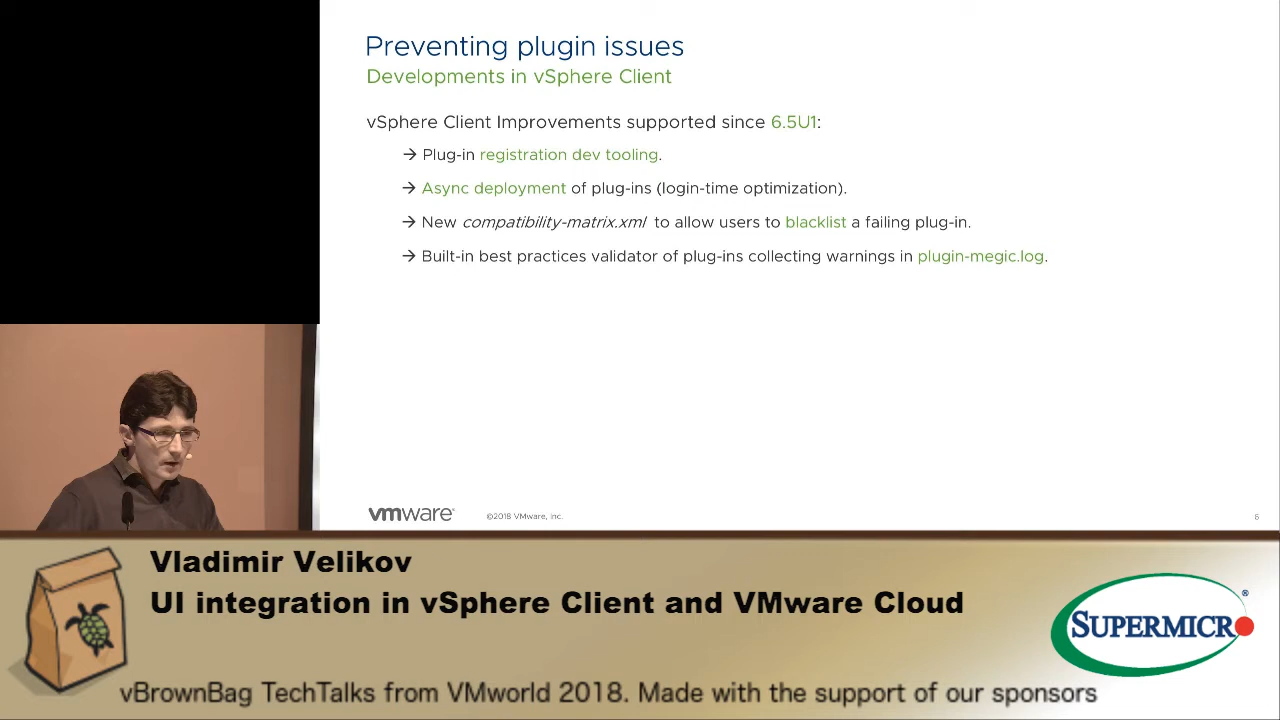 Preventing plugin issues
Developments in vSphere Client
vSphere Client Improvements supported since 6.5U1:
→ Plug-in registration dev tooling.
→ Async deployment of plug-ins (login-time optimization).
→ New compatibility-matrix.xml to allow users to blacklist a failing plug-in.
→ Built-in best practices validator of plug-ins collecting warnings in plugin-megic.log.
vmware®
©2018 VMware, Inc.
6
Vladimir Velikov
UI integration in vSphere Client and VMware Cloud
SUPERMICRO®
vBrownBag TechTalks from VMworld 2018. Made with the support of our sponsors